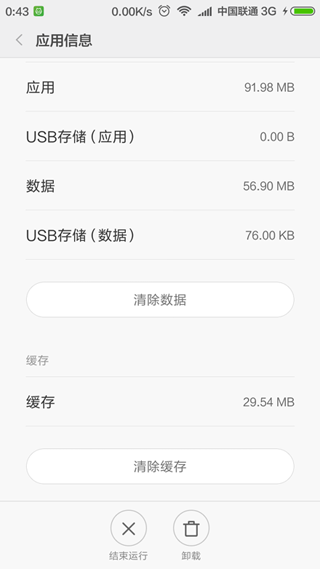 0:43 0.00K/s 中国联通 3G
应用信息
应用 91.98 MB
USB存储（应用） 0.00 B
数据 56.90 MB
USB存储（数据） 76.00 KB
清除数据
缓存
缓存 29.54 MB
清除缓存
结束运行 卸载